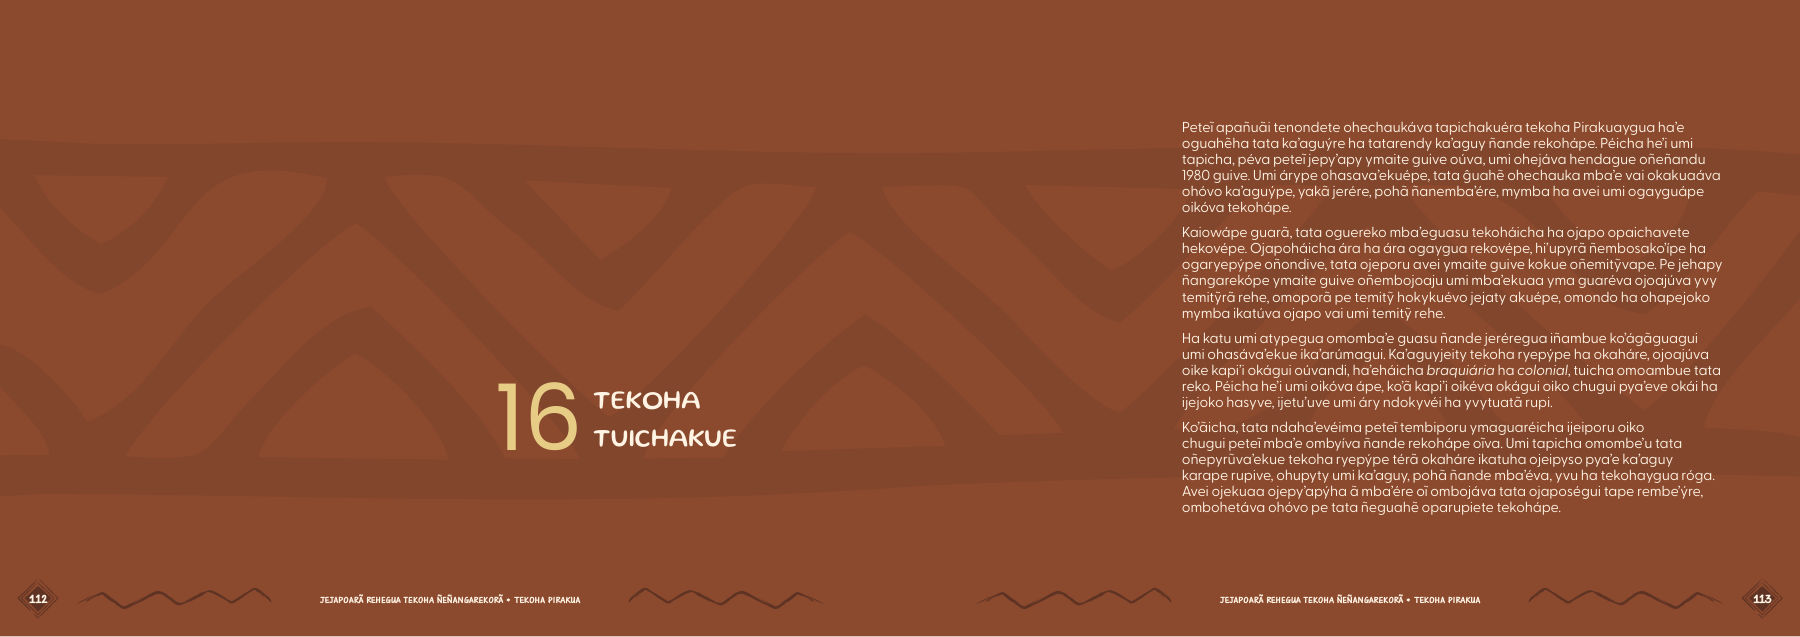 16
TEKOHA
TUICHAKUE
112
JEJAPOARÃ REHEGUA TEKOHA ÑEÑANGAREKORÃ • TEKOHA PIRAKUA
Peteĩ apañuãi tenondete ohechaukáva tapichakuéra tekoha Pirakuaygua ha’e
oguahẽha tata ka’aguýre ha tatarendy ka’aguy ñande rekohápe. Péicha he’i umi
tapicha, péva peteĩ jepy’apy ymaite guive oúva, umi ohejáva hendague oñeñandu
1980 guive. Umi árype ohasava’ekuépe, tata g̃uahẽ ohechauka mba’e vai okakuaáva
ohóvo ka’aguýpe, yakã jerére, pohã ñanemba’ére, mymba ha avei umi ogayguápe
oikóva tekohápe.
Kaiowápe guarã, tata oguereko mba’eguasu tekoháicha ha ojapo opaichavete
hekovépe. Ojapoháicha ára ha ára ogaygua rekovépe, hi’upyrã ñembosako’ípe ha
ogaryepýpe oñondive, tata ojeporu avei ymaite guive kokue oñemitỹvape. Pe jehapy
ñangarekópe ymaite guive oñembojoaju umi mba’ekuaa yma guaréva ojoajúva yvy
temitỹrã rehe, omoporã pe temitỹ hokykuévo jejaty akuépe, omondo ha ohapejoko
mymba ikatúva ojapo vai umi temitỹ rehe.
Ha katu umi atypegua omomba’e guasu ñande jeréregua iñambue ko’ágãguagui
umi ohasáva’ekue ika’arúmagui. Ka’aguyjeity tekoha ryepýpe ha okaháre, ojoajúva
oike kapi’i okágui oúvandi, ha’eháicha braquiária ha colonial, tuicha omoambue tata
reko. Péicha he’i umi oikóva ápe, ko’ã kapi’i oikéva okágui oiko chugui pya’eve okái ha
ijejoko hasyve, ijetu’uve umi áry ndokyvéi ha yvytuatã rupi.
Ko’ãicha, tata ndaha’evéima peteĩ tembiporu ymaguaréicha ijeiporu oiko
chugui peteĩ mba’e ombyíva ñande rekohápe oĩva. Umi tapicha omombe’u tata
oñepyrũva’ekue tekoha ryepýpe térã okaháre ikatuha ojeipyso pya’e ka’aguy
karape rupive, ohupyty umi ka’aguy, pohã ñande mba’éva, yvu ha tekohaygua róga.
Avei ojekuaa ojepy’apýha ã mba’ére oĩ ombojáva tata ojaposégui tape rembe’ýre,
ombohetáva ohóvo pe tata ñeguahẽ oparupiete tekohápe.
JEJAPOARÃ REHEGUA TEKOHA ÑEÑANGAREKORÃ • TEKOHA PIRAKUA
113